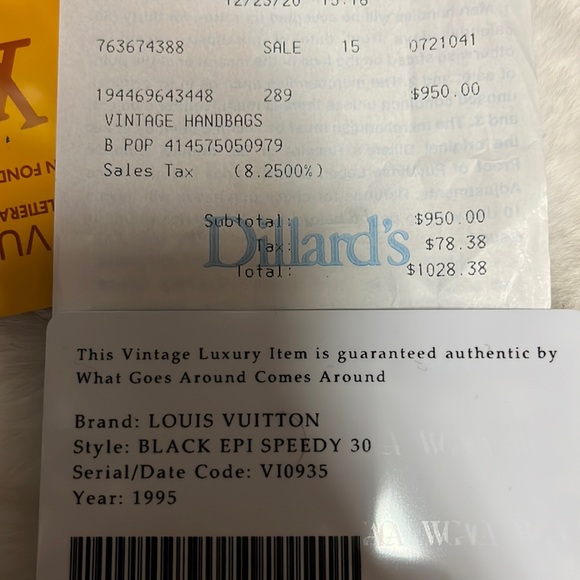 763674388 SALE 15 0721041
194469643448 289 $950.00
VINTAGE HANDBAGS
B POP 414575050979
Sales Tax (8.2500%)
Subtotal: $950.00
Dillard's
Tax: $78.38
Total: $1028.38
This Vintage Luxury Item is guaranteed authentic by
What Goes Around Comes Around
Brand: LOUIS VUITTON
Style: BLACK EPI SPEEDY 30
Serial/Date Code: VI0935
Year: 1995